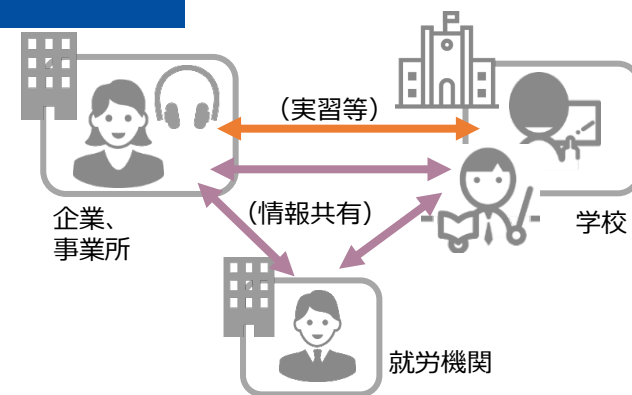 （実習等）
（情報共有）
企業、
事業所
学校
就労機関